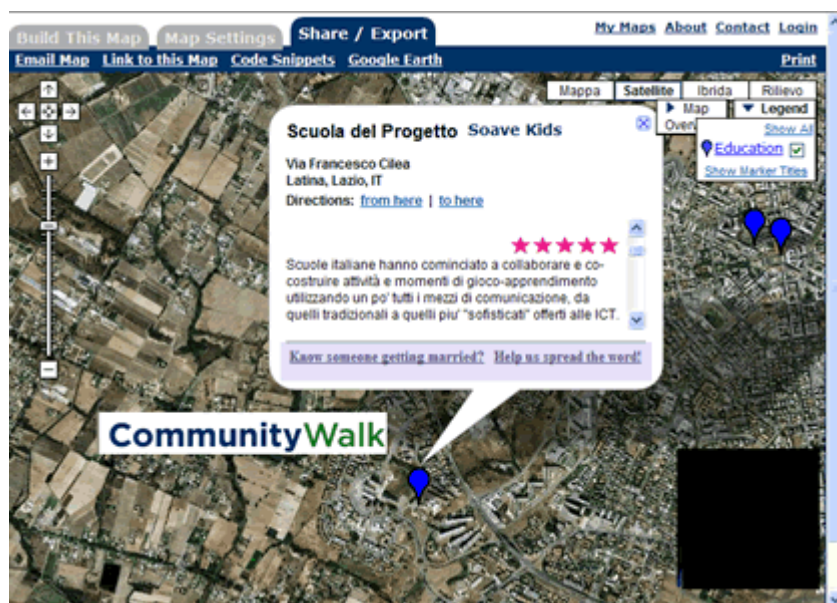 Build This Map Map Settings Share / Export My Maps About Contact Login
Email Map Link to this Map Code Snippets Google Earth Print
Mappa Satellite Ibrida Rilievo
Map Legend
Show All
Education
Show Marker Titles
Scuola del Progetto Soave Kids
Via Francesco Cilea
Latina, Lazio, IT
Directions: from here | to here
Scuole italiane hanno cominciato a collaborare e co-
costruire attività e momenti di gioco-apprendimento
utilizzando un po' tutti i mezzi di comunicazione, da
quelli tradizionali a quelli piu' "sofisticati" offerti alle ICT.
Know someone getting married? Help us spread the word!
CommunityWalk